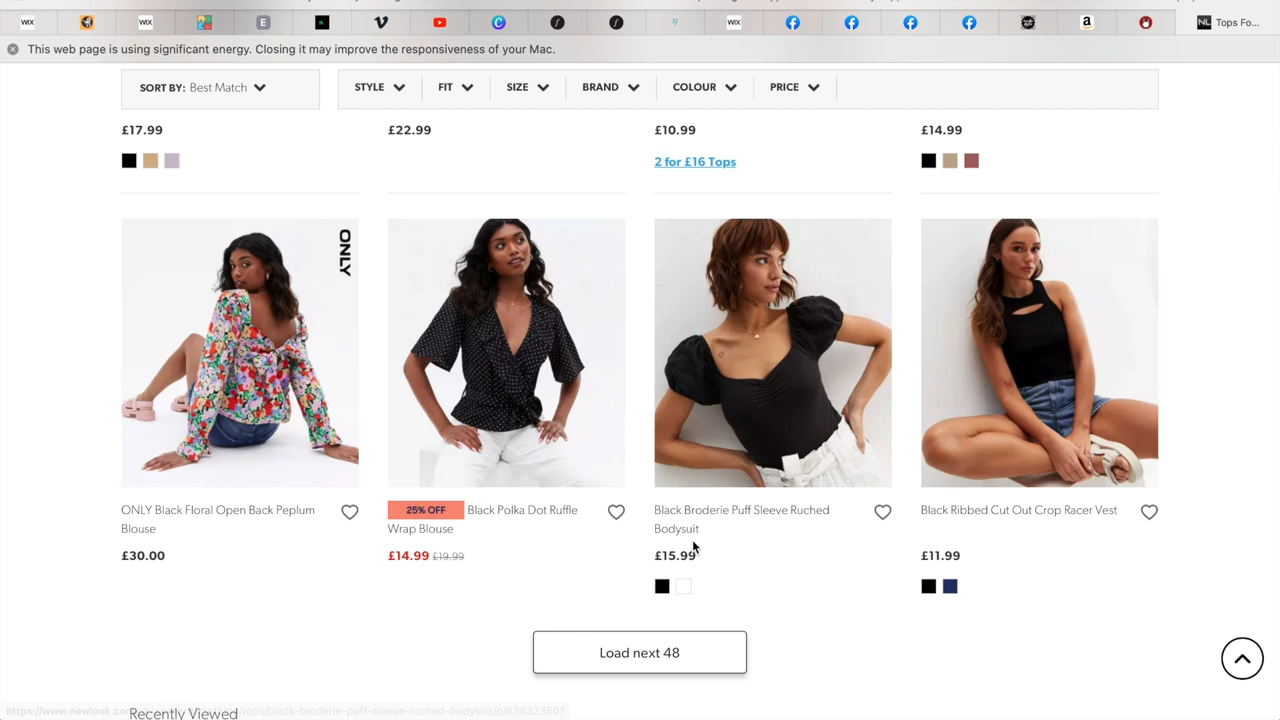 WIX
WIX
E
WIX
a
NL Tops Fo...
This web page is using significant energy. Closing it may improve the responsiveness of your Mac.
SORT BY: Best Match
STYLE FIT SIZE BRAND COLOUR PRICE
£17.99 £22.99 £10.99 £14.99
2 for £16 Tops
ONLY
ONLY Black Floral Open Back Peplum
Blouse
£30.00
25% OFF Black Polka Dot Ruffle
Wrap Blouse
£14.99 £19.99
Black Broderie Puff Sleeve Ruched
Bodysuit
£15.99
Black Ribbed Cut Out Crop Racer Vest
£11.99
Load next 48
Recently Viewed